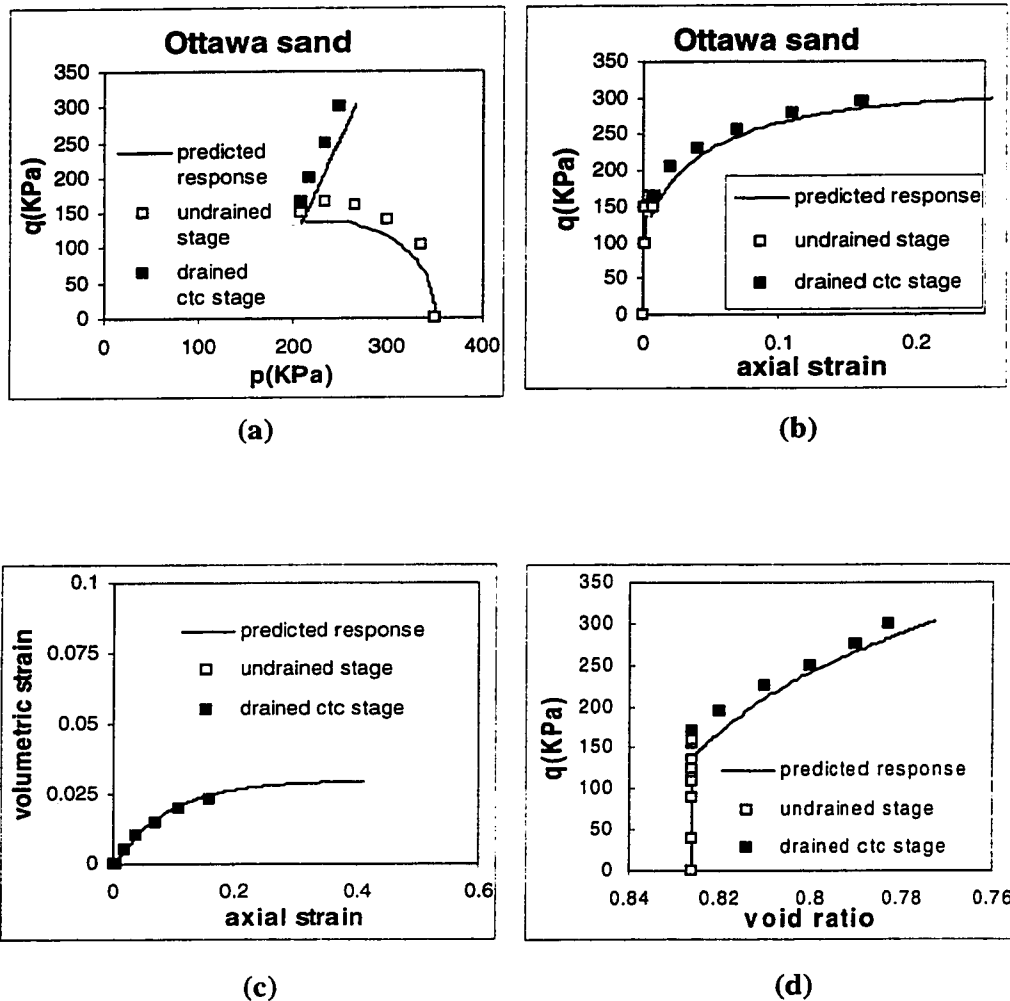 Ottawa sand
350
300
250
200
150
100
50
0
q(KPa)
predicted
response
undrained
stage
drained
ctc stage
0
100
200
300
400
p(KPa)
(a)
Ottawa sand
350
300
250
200
150
100
50
0
q(KPa)
predicted response
undrained stage
drained ctc stage
0
0.1
0.2
axial strain
(b)
0.1
0.075
0.05
0.025
0
volumetric strain
predicted response
undrained stage
drained ctc stage
0
0.2
0.4
0.6
axial strain
(c)
350
300
250
200
150
100
50
0
q(KPa)
predicted response
undrained stage
drained ctc stage
0.84
0.82
0.8
0.78
0.76
void ratio
(d)